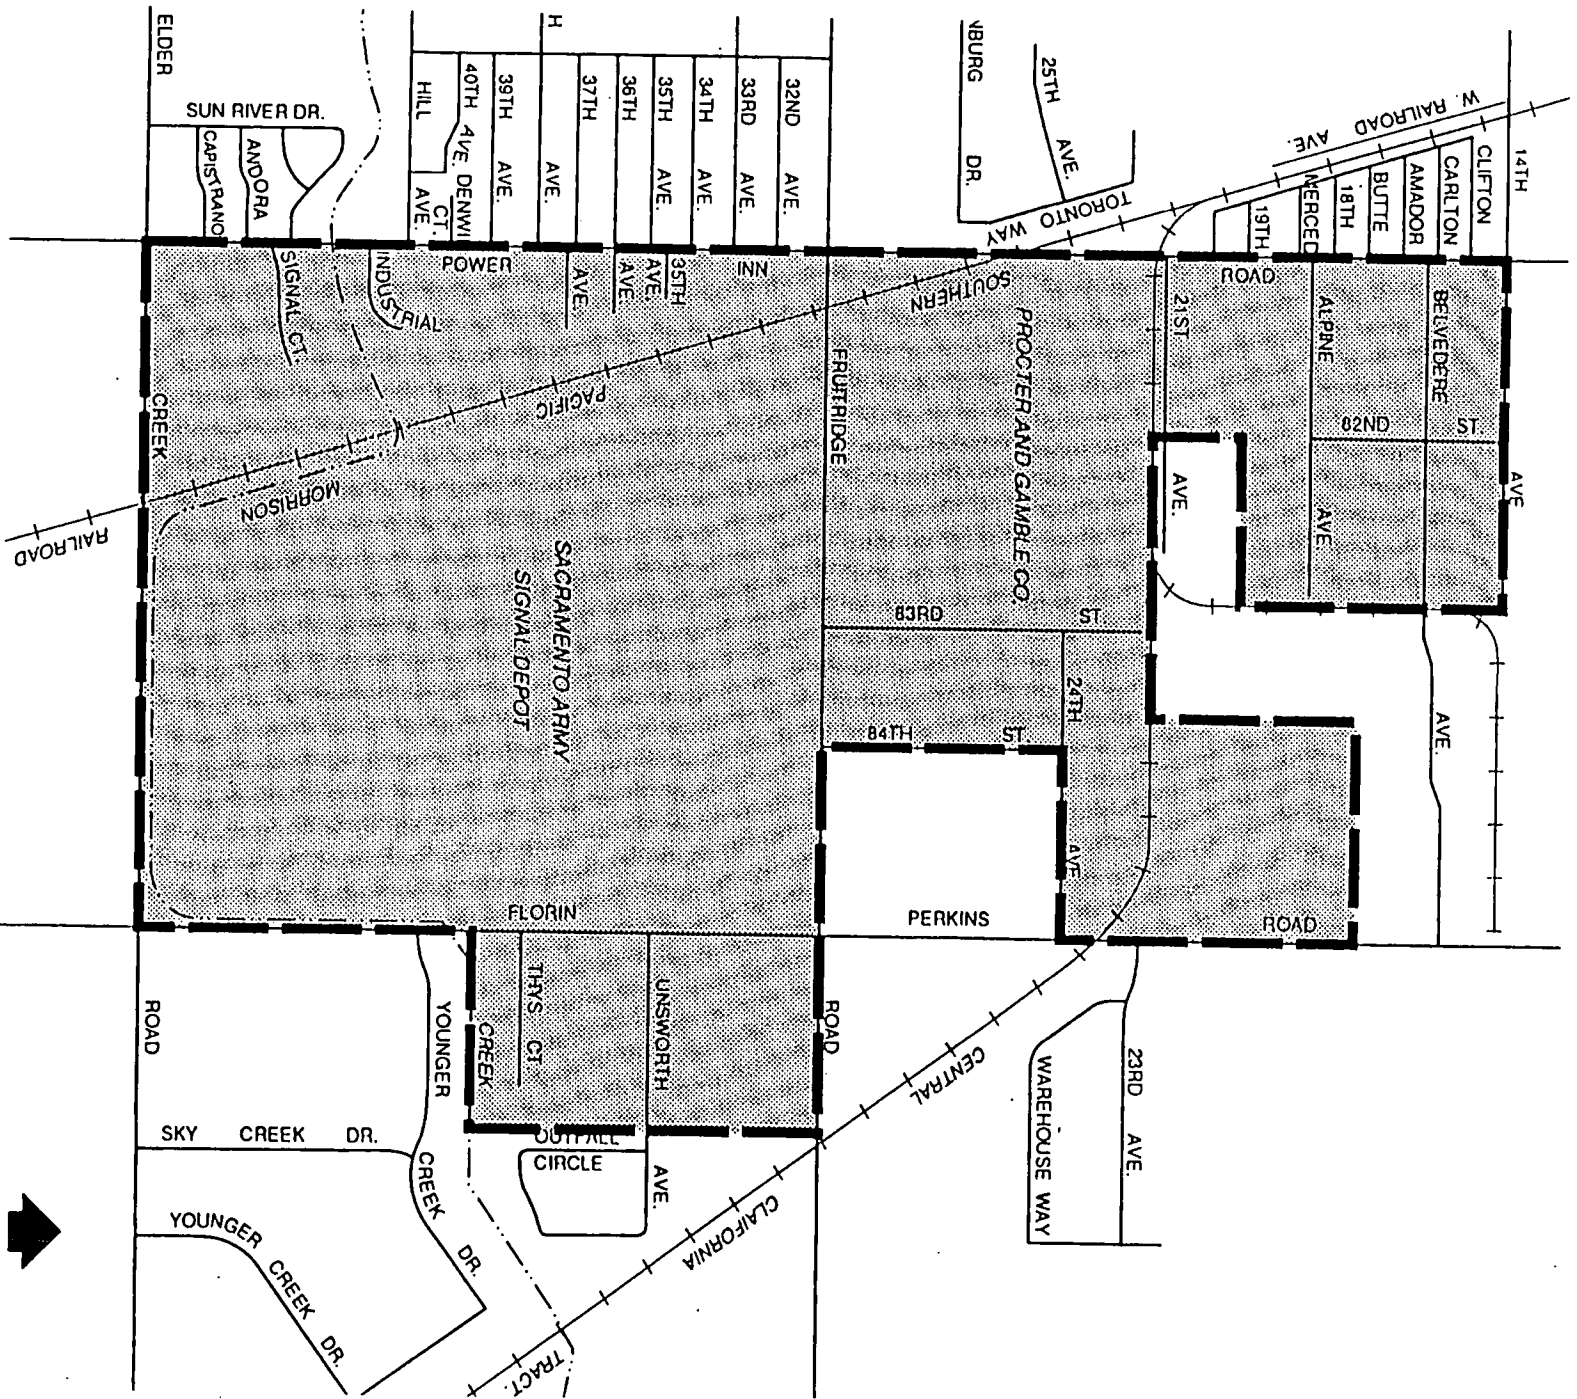 ELDER
SUN RIVER DR.
CAPISTRANO
ANDORA
HILL
AVE.
40TH AVE.
DENWI
CT.
39TH AVE.
H
AVE.
37TH
36TH
35TH AVE.
34TH AVE.
33RD AVE.
32ND AVE.
NBURG DR.
25TH AVE.
TORONTO WAY
W. RAILROAD AVE.
14TH
CLIFTON
CARLTON
AMADOR
BUTTE
18TH
MERCED
19TH
POWER INN ROAD
SIGNAL CT.
INDUSTRIAL
AVE.
AVE
35TH AVE.
SOUTHERN
PACIFIC
RAILROAD
PROCTER AND GAMBLE CO.
21ST
AVE.
ALPINE
AVE.
BELVEDERE
AVE.
82ND ST.
AVE
CREEK
MORRISON
FRUITRIDGE
SACRAMENTO ARMY
SIGNAL DEPOT
83RD ST.
24TH
AVE
84TH ST.
FLORIN
PERKINS
ROAD
ROAD
YOUNGER
CREEK
DR.
CREEK
THYS CT
UNSWORTH
AVE.
ROAD
CENTRAL
CLAIFORNIA
TRACT.
23RD AVE.
WAREHOUSE WAY
SKY CREEK DR.
OUTFALL
CIRCLE
YOUNGER CREEK DR.